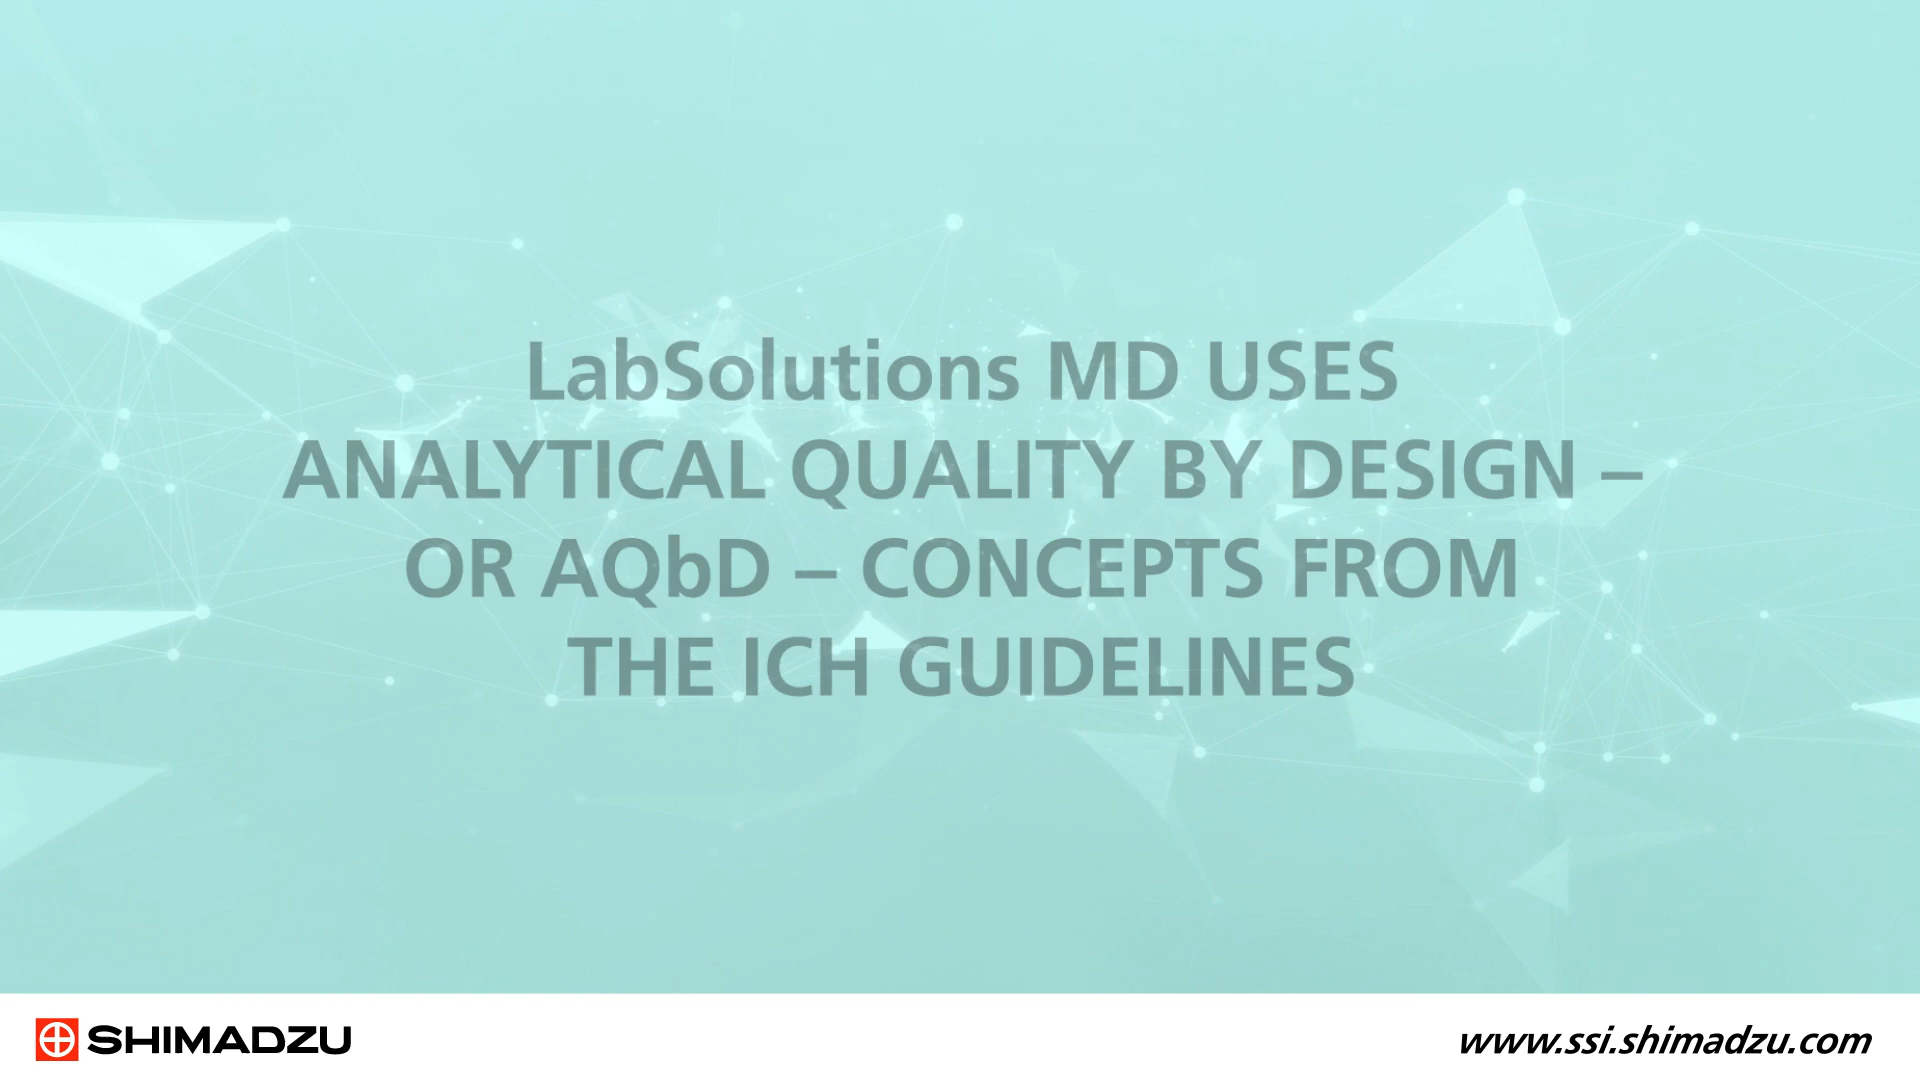 LabSolutions MD USES
ANALYTICAL QUALITY BY DESIGN –
OR AQbD – CONCEPTS FROM
THE ICH GUIDELINES
SHIMADZU
www.ssi.shimadzu.com